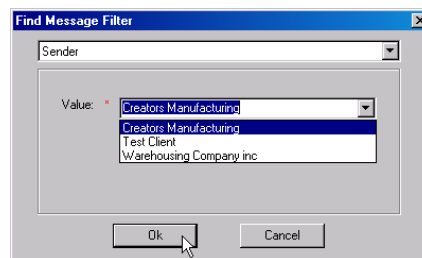 Find Message Filter
Sender
Value: * Creators Manufacturing
Creators Manufacturing
Test Client
Warehousing Company inc
Ok Cancel